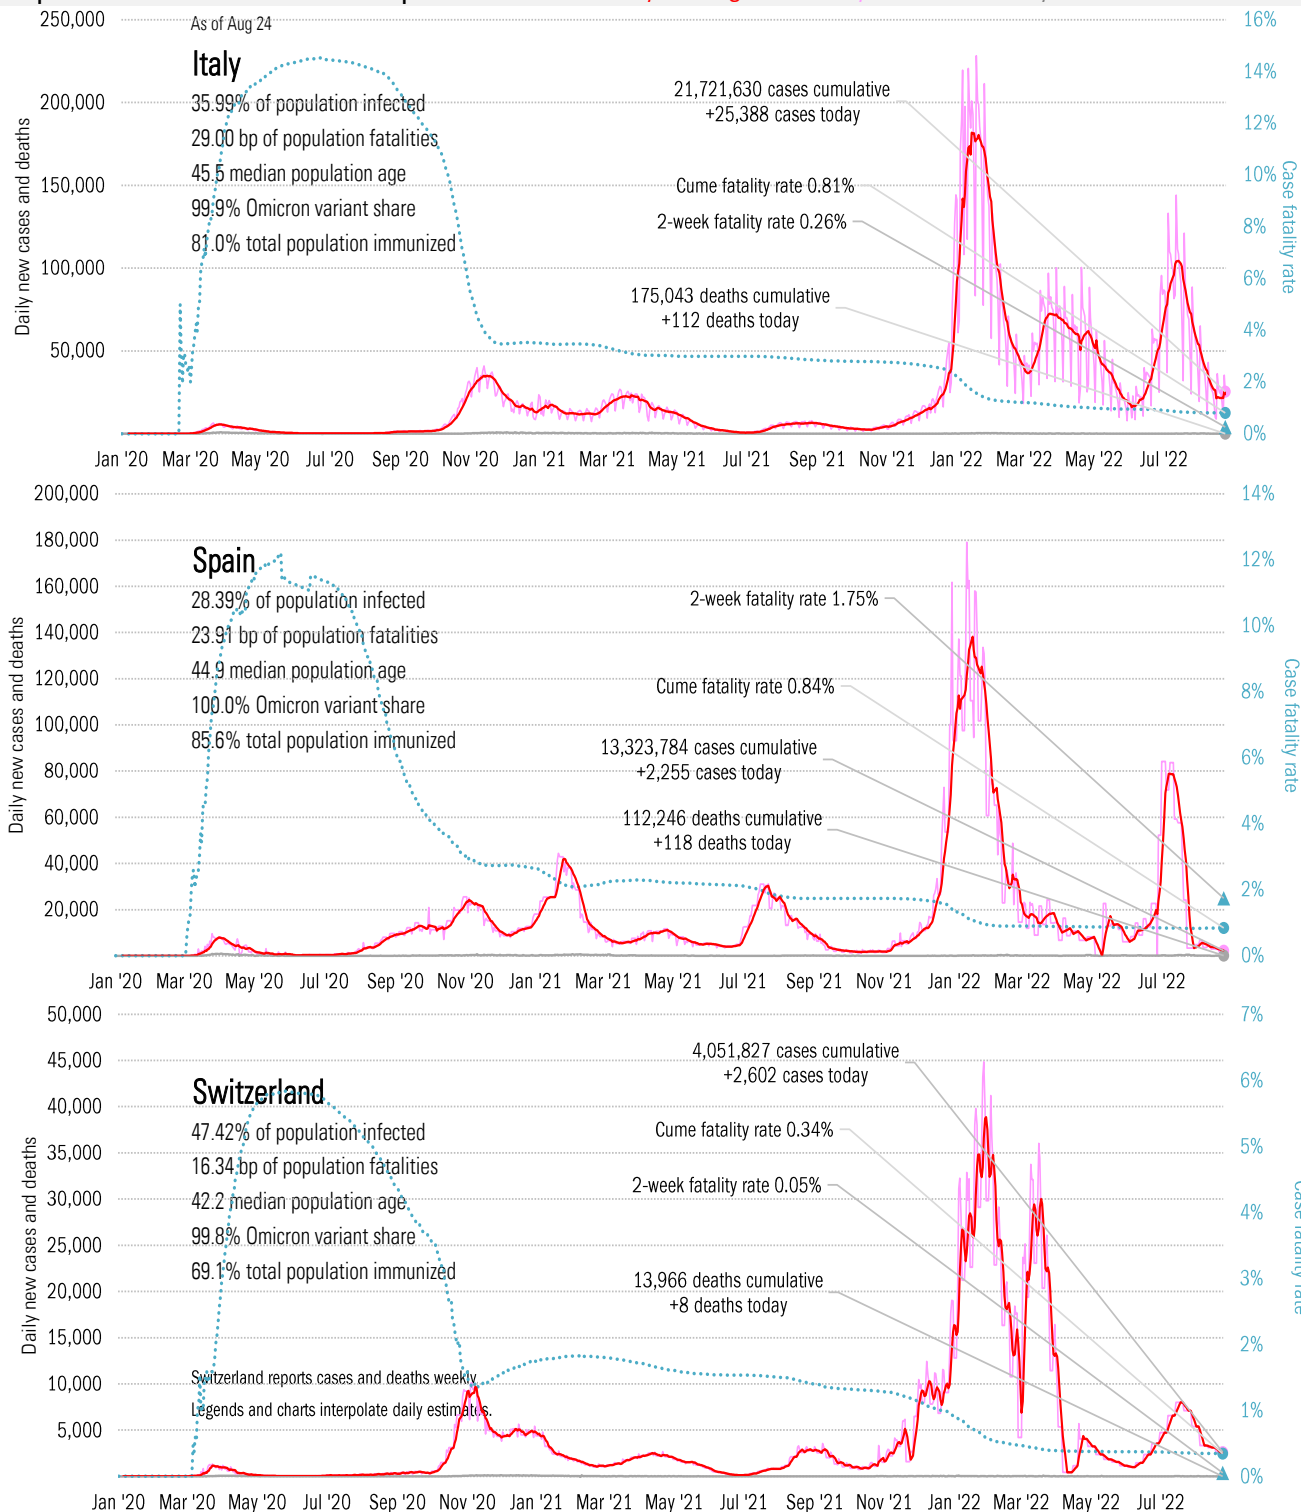 As of Aug 24
Italy
35.99% of population infected
29.00 bp of population fatalities
45.5 median population age
99.9% Omicron variant share
81.0% total population immunized
21,721,630 cases cumulative
+25,388 cases today
Cume fatality rate 0.81%
2-week fatality rate 0.26%
175,043 deaths cumulative
+112 deaths today
Daily new cases and deaths
250,000
200,000
150,000
100,000
50,000
Case fatality rate
16%
14%
12%
10%
8%
6%
4%
2%
0%
Jan '20 Mar '20 May '20 Jul '20 Sep '20 Nov '20 Jan '21 Mar '21 May '21 Jul '21 Sep '21 Nov '21 Jan '22 Mar '22 May '22 Jul '22
Spain
28.39% of population infected
23.91 bp of population fatalities
44.9 median population age
100.0% Omicron variant share
85.6% total population immunized
2-week fatality rate 1.75%
Cume fatality rate 0.84%
13,323,784 cases cumulative
+2,255 cases today
112,246 deaths cumulative
+118 deaths today
Daily new cases and deaths
200,000
180,000
160,000
140,000
120,000
100,000
80,000
60,000
40,000
20,000
Case fatality rate
14%
12%
10%
8%
6%
4%
2%
0%
Jan '20 Mar '20 May '20 Jul '20 Sep '20 Nov '20 Jan '21 Mar '21 May '21 Jul '21 Sep '21 Nov '21 Jan '22 Mar '22 May '22 Jul '22
Switzerland
47.42% of population infected
16.34 bp of population fatalities
42.2 median population age
99.8% Omicron variant share
69.1% total population immunized
Switzerland reports cases and deaths weekly.
Legends and charts interpolate daily estimates.
4,051,827 cases cumulative
+2,602 cases today
Cume fatality rate 0.34%
2-week fatality rate 0.05%
13,966 deaths cumulative
+8 deaths today
Daily new cases and deaths
50,000
45,000
40,000
35,000
30,000
25,000
20,000
15,000
10,000
5,000
Case fatality rate
7%
6%
5%
4%
3%
2%
1%
0%
Jan '20 Mar '20 May '20 Jul '20 Sep '20 Nov '20 Jan '21 Mar '21 May '21 Jul '21 Sep '21 Nov '21 Jan '22 Mar '22 May '22 Jul '22